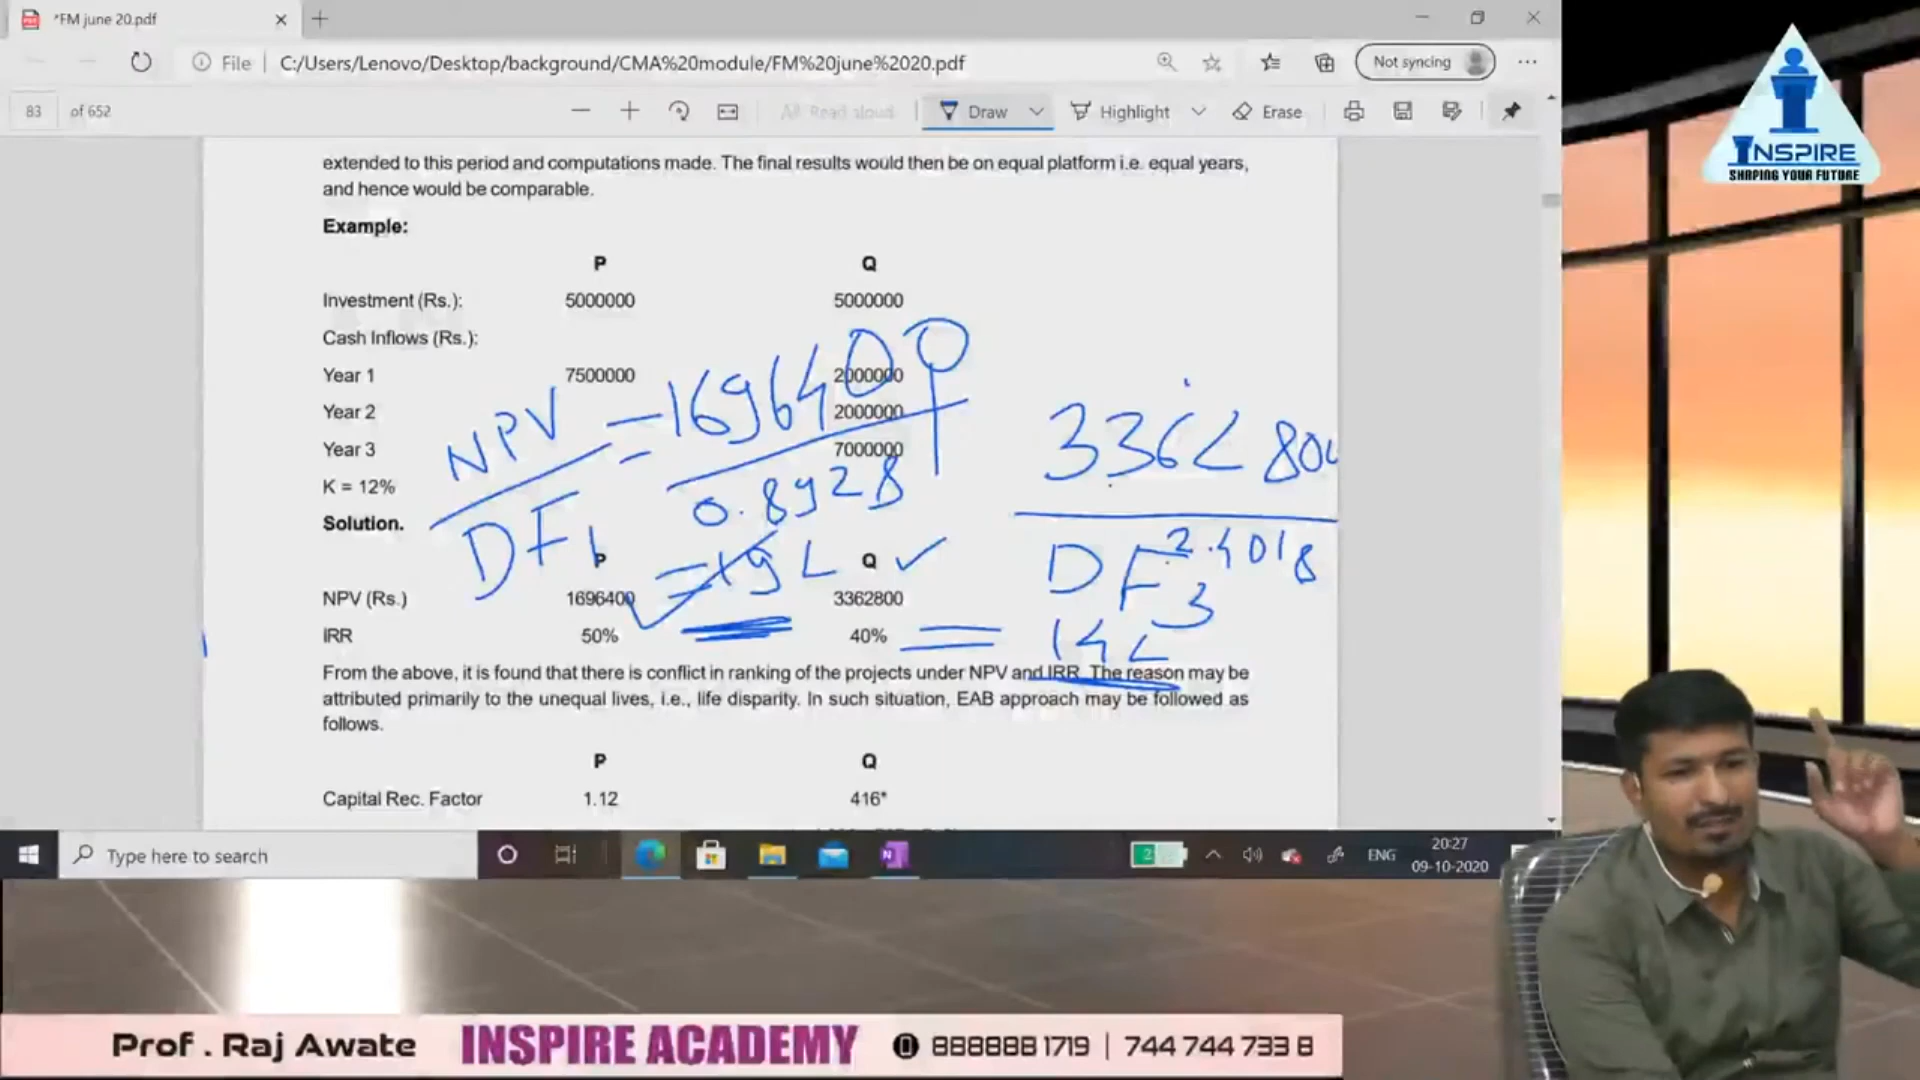 *FM june 20.pdf
File
C:/Users/Lenovo/Desktop/background/CMA%20module/FM%20june%2020.pdf
Not syncing
83 of 652
Read aloud
Draw
Highlight
Erase
INSPIRE
SHAPING YOUR FUTURE
extended to this period and computations made. The final results would then be on equal platform i.e. equal years,
and hence would be comparable.
Example:
P Q
Investment (Rs.): 5000000 5000000
Cash Inflows (Rs.):
Year 1 7500000 2000000
Year 2 2000000
Year 3 7000000
K = 12%
Solution.
P Q
NPV (Rs.) 1696400 3362800
IRR 50% 40%
NPV = 1696400
DF1 0.8928
= 19 L
DF3 2.4018
= 14 L
From the above, it is found that there is conflict in ranking of the projects under NPV and IRR. The reason may be
attributed primarily to the unequal lives, i.e., life disparity. In such situation, EAB approach may be followed as
follows.
P Q
Capital Rec. Factor 1.12 416*
Type here to search
ENG
20:27
09-10-2020
Prof . Raj Awate INSPIRE ACADEMY 888888 1719 | 744 744 733 8